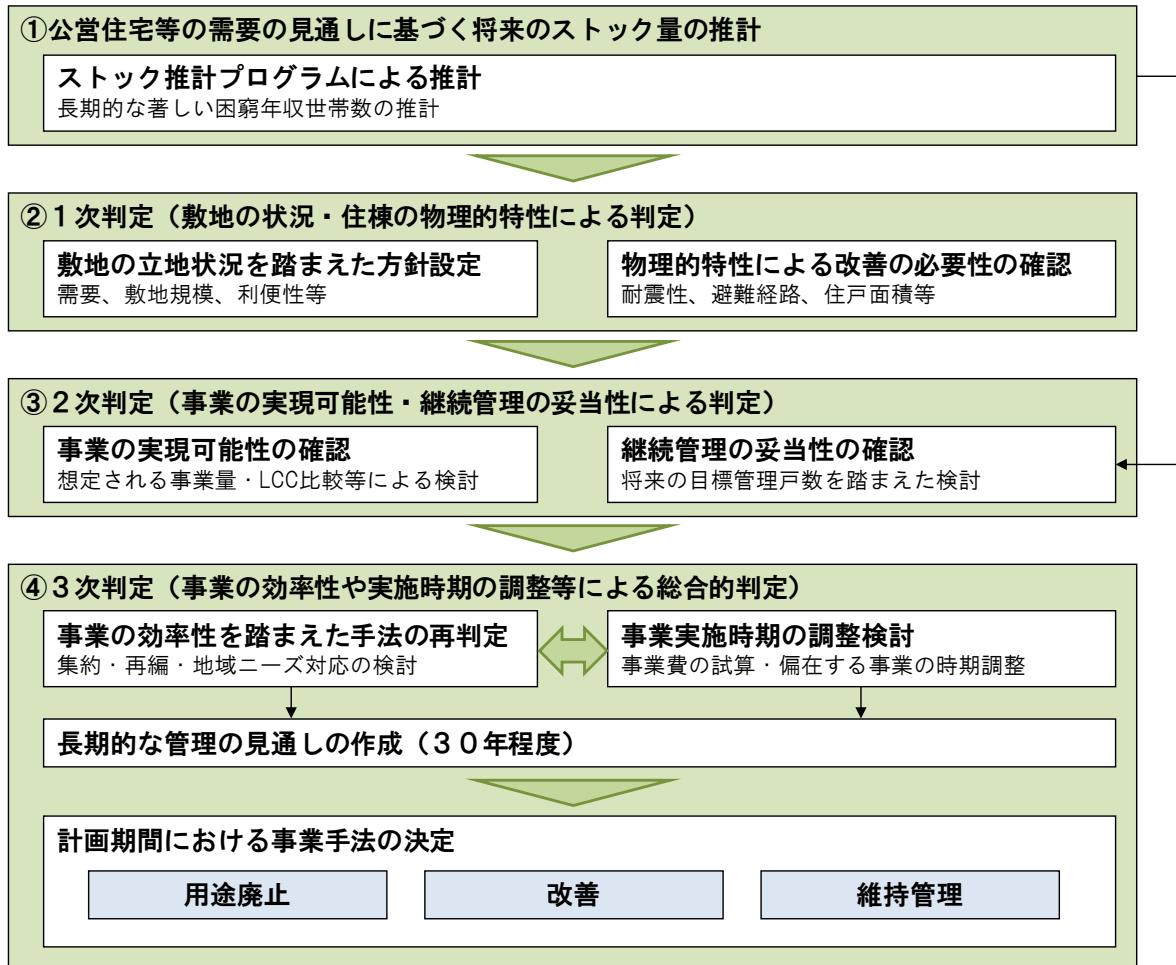 ①公営住宅等の需要の見通しに基づく将来のストック量の推計
ストック推計プログラムによる推計
長期的な著しい困窮年収世帯数の推計
②１次判定（敷地の状況・住棟の物理的特性による判定）
敷地の立地状況を踏まえた方針設定
需要、敷地規模、利便性等
物理的特性による改善の必要性の確認
耐震性、避難経路、住戸面積等
③２次判定（事業の実現可能性・継続管理の妥当性による判定）
事業の実現可能性の確認
想定される事業量・LCC比較等による検討
継続管理の妥当性の確認
将来の目標管理戸数を踏まえた検討
④３次判定（事業の効率性や実施時期の調整等による総合的判定）
事業の効率性を踏まえた手法の再判定
集約・再編・地域ニーズ対応の検討
事業実施時期の調整検討
事業費の試算・偏在する事業の時期調整
長期的な管理の見通しの作成（３０年程度）
計画期間における事業手法の決定
用途廃止
改善
維持管理